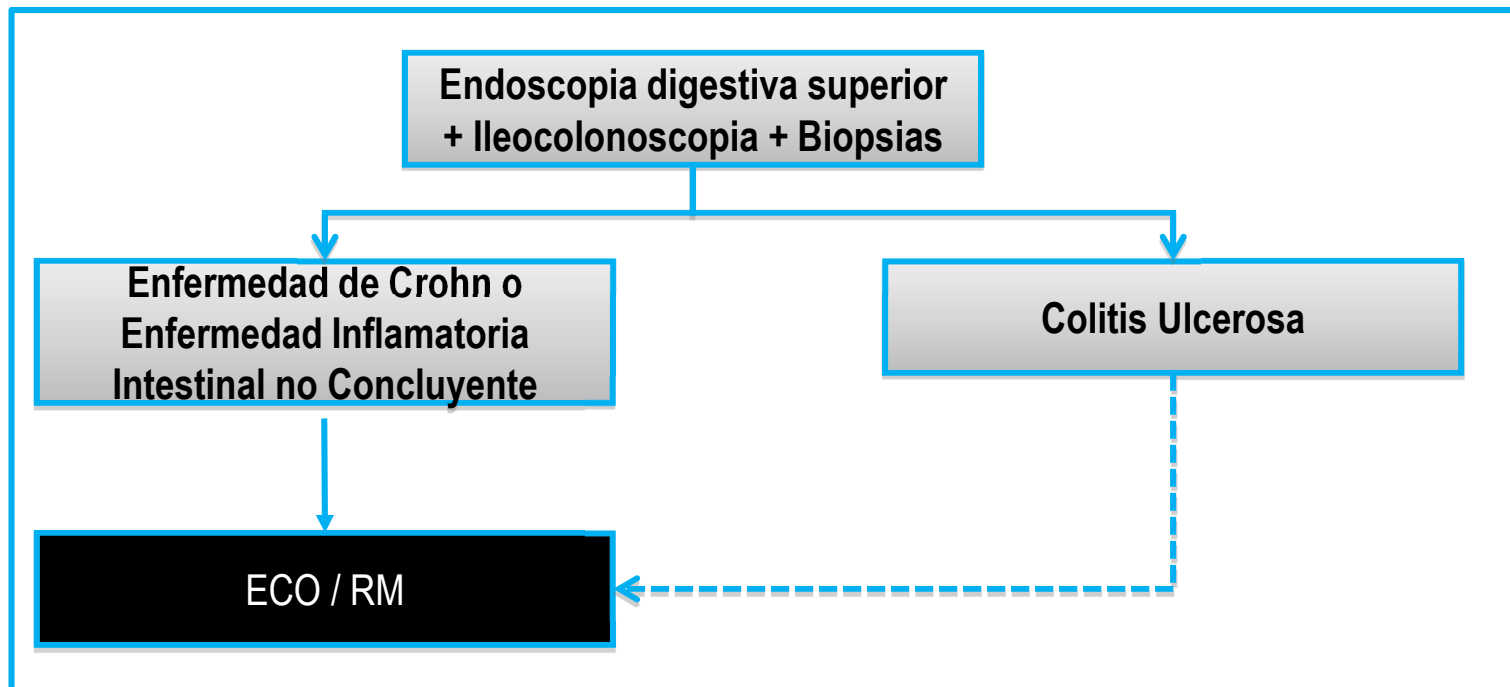 Endoscopia digestiva superior
+ Ileocolonoscopia + Biopsias
Enfermedad de Crohn o
Enfermedad Inflamatoria
Intestinal no Concluyente
Colitis Ulcerosa
ECO / RM